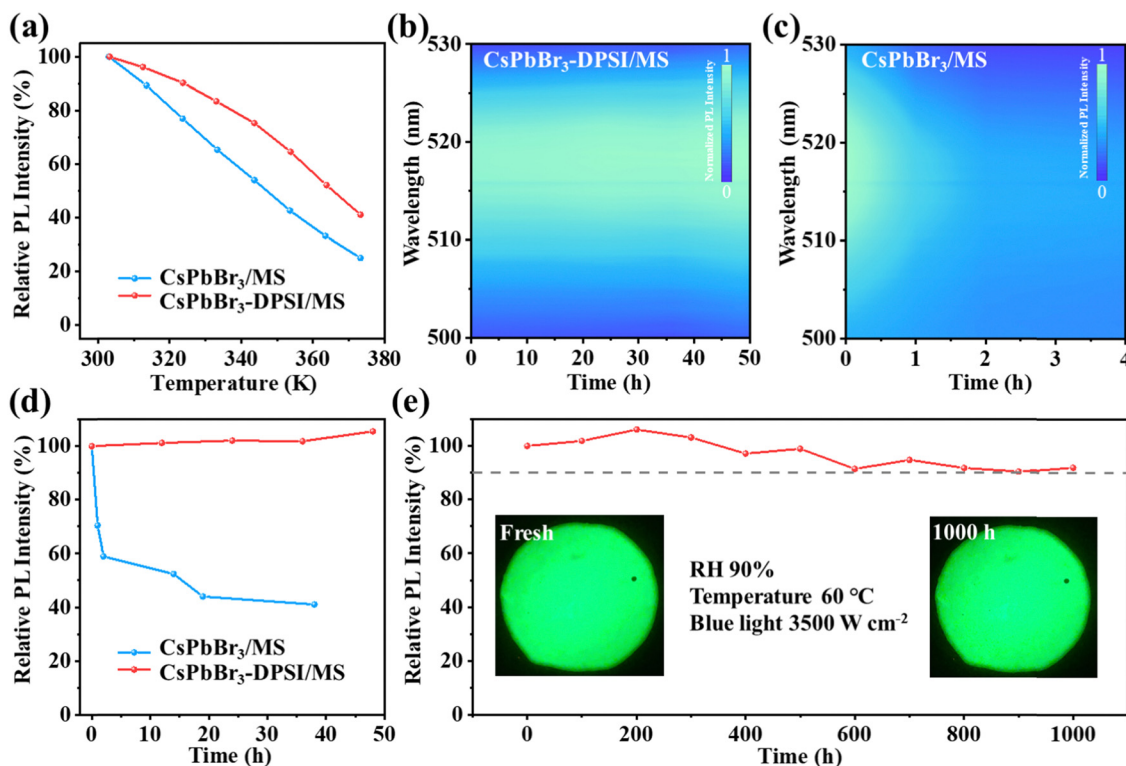 (a)
100
80
60
40
20
0
Relative PL Intensity (%)
CsPbBr₃/MS
CsPbBr₃-DPSI/MS
300 320 340 360 380
Temperature (K)
(b)
530
520
510
500
Wavelength (nm)
CsPbBr₃-DPSI/MS
1
Normalized PL Intensity
0
0 10 20 30 40 50
Time (h)
(c)
530
520
510
500
Wavelength (nm)
CsPbBr₃/MS
1
Normalized PL Intensity
0
0 1 2 3 4
Time (h)
(d)
100
80
60
40
20
0
Relative PL Intensity (%)
CsPbBr₃/MS
CsPbBr₃-DPSI/MS
0 10 20 30 40 50
Time (h)
(e)
100
80
60
40
20
0
Relative PL Intensity (%)
Fresh
RH 90%
Temperature 60 °C
Blue light 3500 W cm⁻²
1000 h
0 200 400 600 800 1000
Time (h)